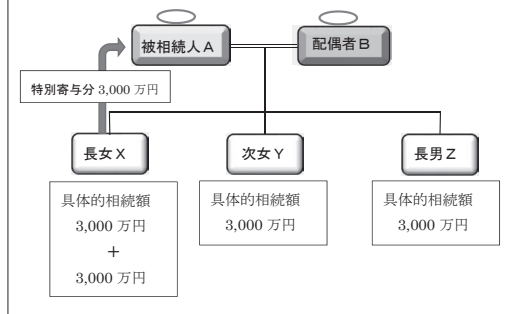 被相続人A
配偶者B
特別寄与分 3,000 万円
長女X
次女Y
長男Z
具体的相続額
3,000 万円
＋
3,000 万円
具体的相続額
3,000 万円
具体的相続額
3,000 万円